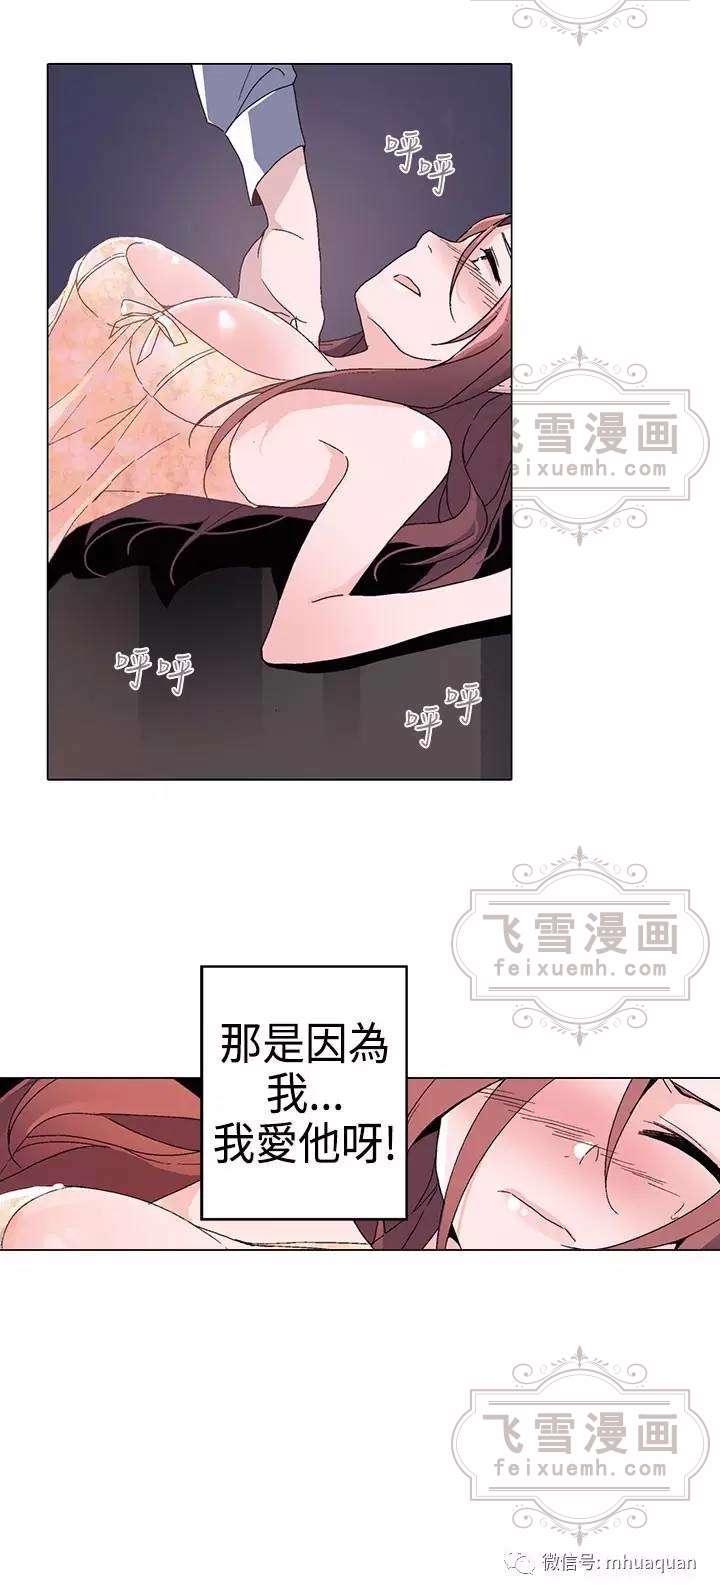 呼
呼
飞雪漫画
feixuemh.com
呼
呼
呼
呼
飞雪漫画
feixuemh.com
那是因為
我...
我愛他呀!
飞雪漫画
feixuemh.com
微信号: mhuaquan